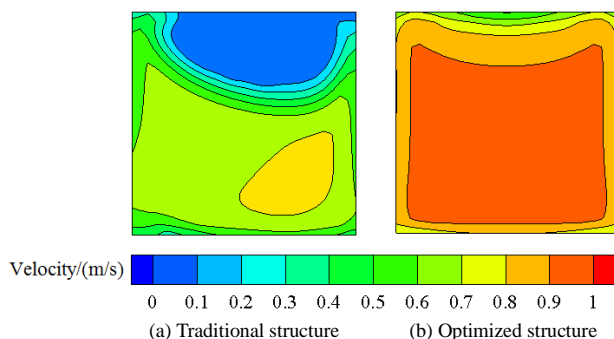 Velocity/(m/s)
0 0.1 0.2 0.3 0.4 0.5 0.6 0.7 0.8 0.9 1
(a) Traditional structure (b) Optimized structure